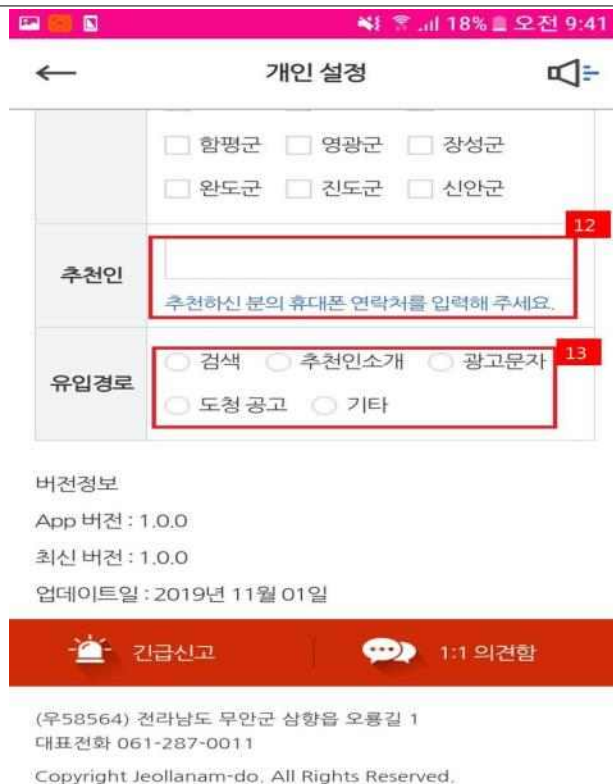 18% 오전 9:41
개인 설정
함평군 영광군 장성군
완도군 진도군 신안군
12
추천인
추천하신 분의 휴대폰 연락처를 입력해 주세요.
13
유입경로
검색 추천인소개 광고문자
도청 공고 기타
버전정보
App 버전 : 1.0.0
최신 버전 : 1.0.0
업데이트일 : 2019년 11월 01일
긴급신고 1:1 의견함
(우58564) 전라남도 무안군 삼향읍 오룡길 1
대표전화 061-287-0011
Copyright Jeollanam-do. All Rights Reserved.